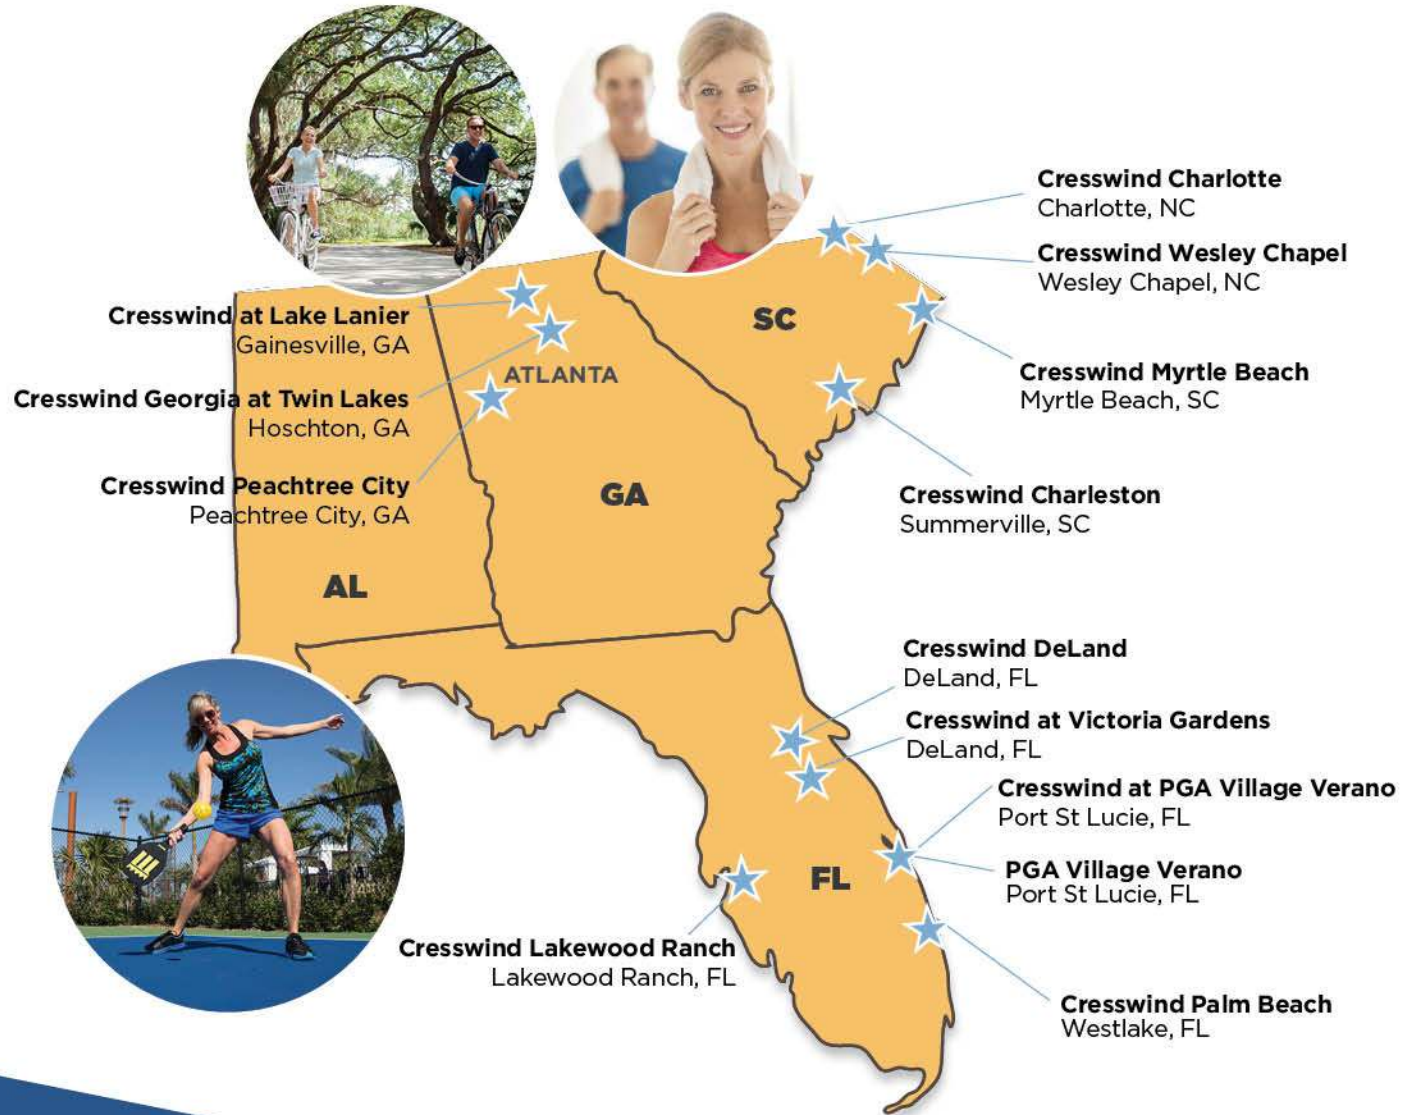 Cresswind Charlotte
Charlotte, NC
Cresswind Wesley Chapel
Wesley Chapel, NC
Cresswind at Lake Lanier
Gainesville, GA
SC
Cresswind Myrtle Beach
Myrtle Beach, SC
ATLANTA
Cresswind Georgia at Twin Lakes
Hoschton, GA
Cresswind Peachtree City
Peachtree City, GA
GA
Cresswind Charleston
Summerville, SC
AL
Cresswind DeLand
DeLand, FL
Cresswind at Victoria Gardens
DeLand, FL
Cresswind at PGA Village Verano
Port St Lucie, FL
PGA Village Verano
Port St Lucie, FL
FL
Cresswind Lakewood Ranch
Lakewood Ranch, FL
Cresswind Palm Beach
Westlake, FL